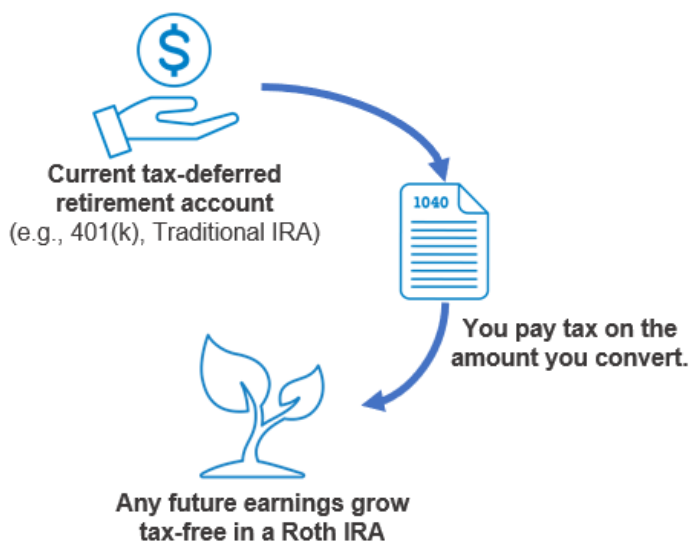 $
Current tax-deferred
retirement account
(e.g., 401(k), Traditional IRA)
1040
You pay tax on the
amount you convert.
Any future earnings grow
tax-free in a Roth IRA